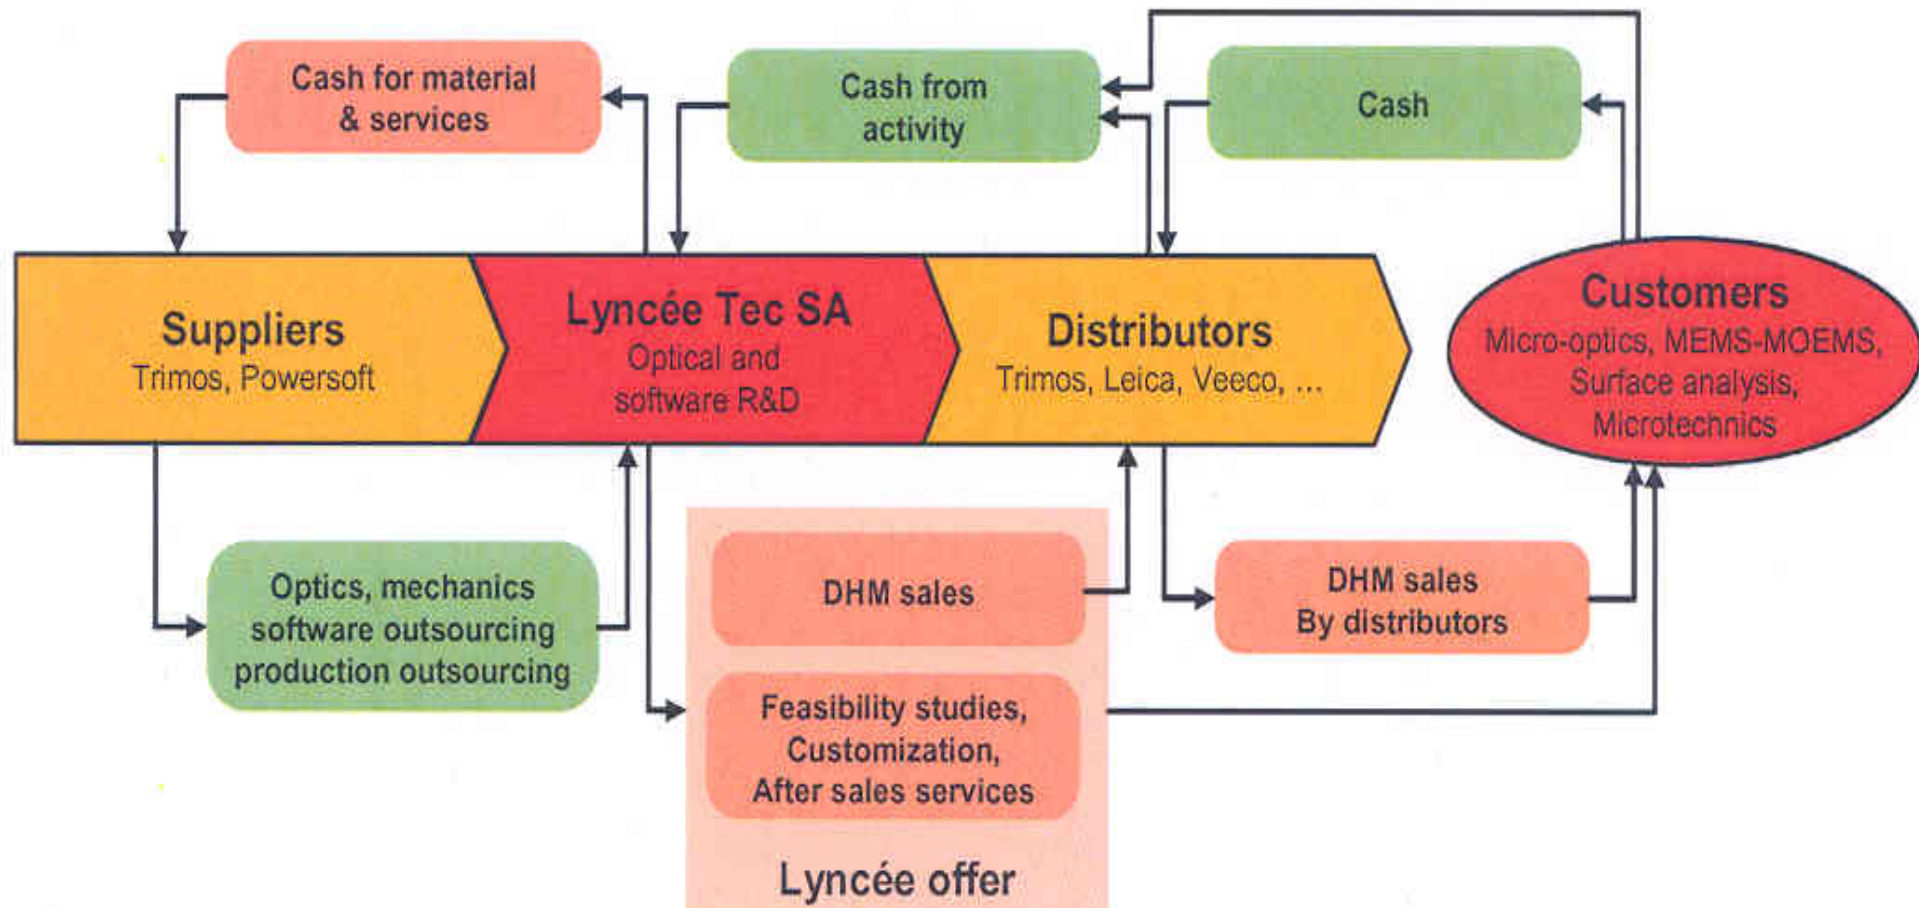 Cash for material
& services
Cash from
activity
Cash
Suppliers
Trimos, Powersoft
Lyncée Tec SA
Optical and
software R&D
Distributors
Trimos, Leica, Veeco, ...
Customers
Micro-optics, MEMS-MOEMS,
Surface analysis,
Microtechnics
Optics, mechanics
software outsourcing
production outsourcing
DHM sales
Feasibility studies,
Customization,
After sales services
Lyncée offer
DHM sales
By distributors